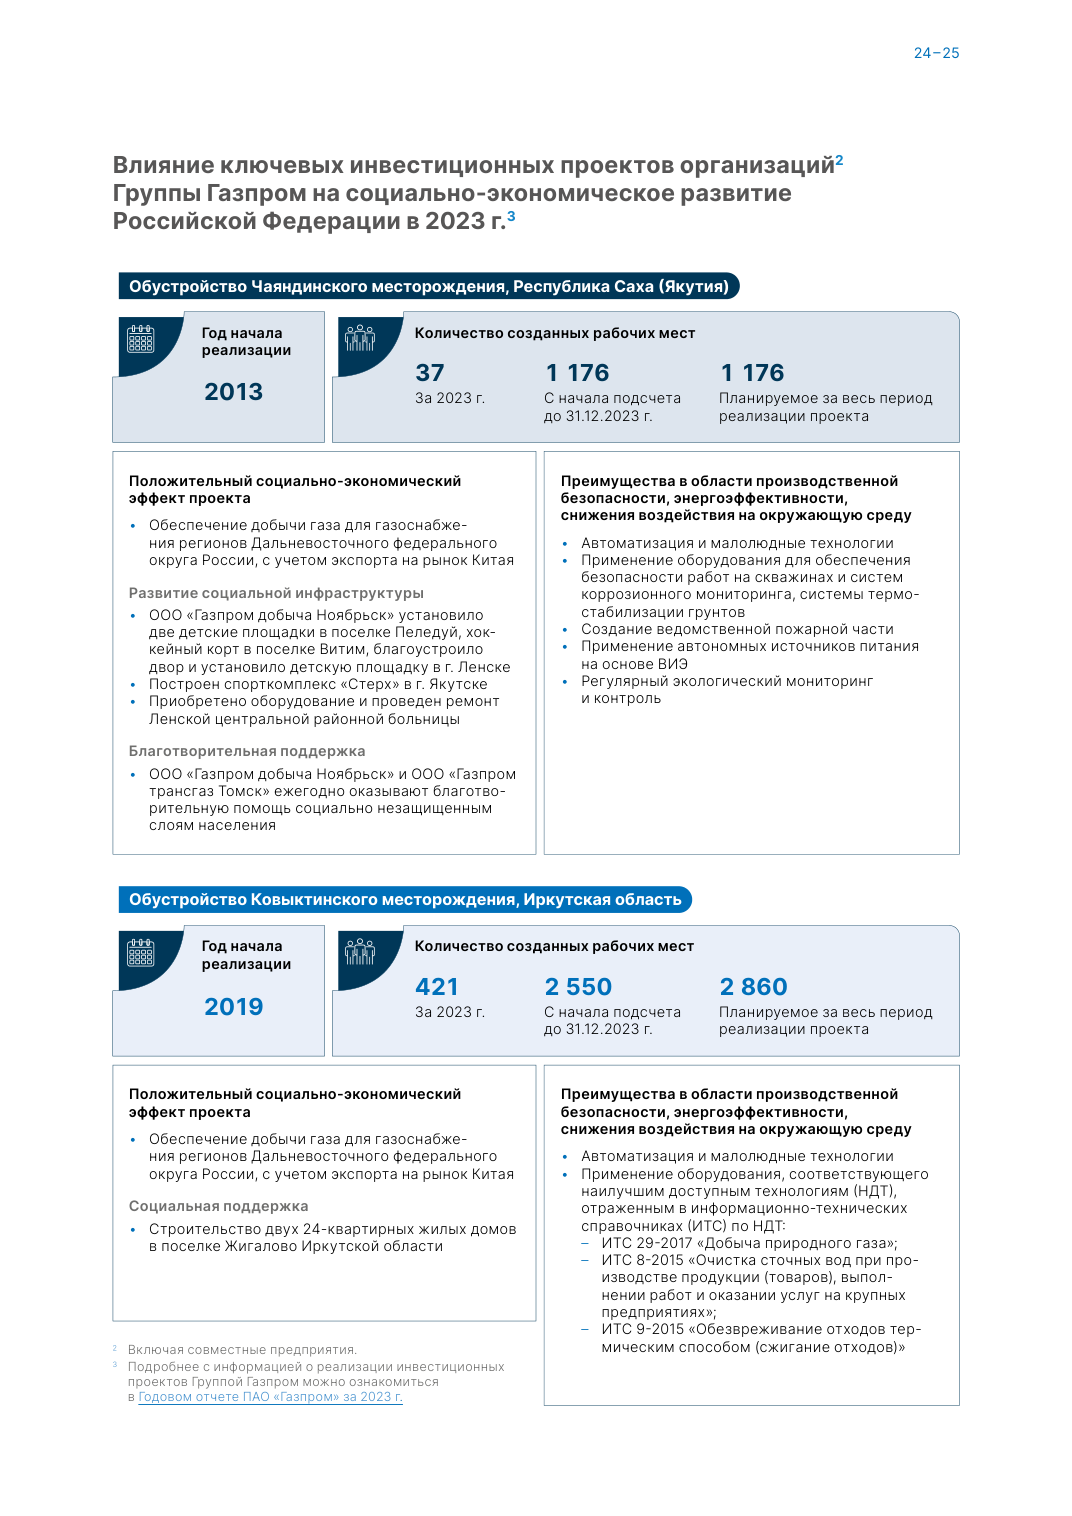 24–25
Влияние ключевых инвестиционных проектов организаций²
Группы Газпром на социально-экономическое развитие
Российской Федерации в 2023 г.³
Обустройство Чаяндинского месторождения, Республика Саха (Якутия)
Год начала
реализации
2013
Количество созданных рабочих мест
37
За 2023 г.
1 176
С начала подсчета
до 31.12.2023 г.
1 176
Планируемое за весь период
реализации проекта
Положительный социально-экономический
эффект проекта
• Обеспечение добычи газа для газоснабже-
ния регионов Дальневосточного федерального
округа России, с учетом экспорта на рынок Китая
Развитие социальной инфраструктуры
• ООО «Газпром добыча Ноябрьск» установило
две детские площадки в поселке Пеледуй, хок-
кейный корт в поселке Витим, благоустроило
двор и установило детскую площадку в г. Ленске
• Построен спорткомплекс «Стерх» в г. Якутске
• Приобретено оборудование и проведен ремонт
Ленской центральной районной больницы
Благотворительная поддержка
• ООО «Газпром добыча Ноябрьск» и ООО «Газпром
трансгаз Томск» ежегодно оказывают благотво-
рительную помощь социально незащищенным
слоям населения
Преимущества в области производственной
безопасности, энергоэффективности,
снижения воздействия на окружающую среду
• Автоматизация и малолюдные технологии
• Применение оборудования для обеспечения
безопасности работ на скважинах и систем
коррозионного мониторинга, системы термо-
стабилизации грунтов
• Создание ведомственной пожарной части
• Применение автономных источников питания
на основе ВИЭ
• Регулярный экологический мониторинг
и контроль
Обустройство Ковыктинского месторождения, Иркутская область
Год начала
реализации
2019
Количество созданных рабочих мест
421
За 2023 г.
2 550
С начала подсчета
до 31.12.2023 г.
2 860
Планируемое за весь период
реализации проекта
Положительный социально-экономический
эффект проекта
• Обеспечение добычи газа для газоснабже-
ния регионов Дальневосточного федерального
округа России, с учетом экспорта на рынок Китая
Социальная поддержка
• Строительство двух 24-квартирных жилых домов
в поселке Жигалово Иркутской области
Преимущества в области производственной
безопасности, энергоэффективности,
снижения воздействия на окружающую среду
• Автоматизация и малолюдные технологии
• Применение оборудования, соответствующего
наилучшим доступным технологиям (НДТ),
отраженным в информационно-технических
справочниках (ИТС) по НДТ:
– ИТС 29-2017 «Добыча природного газа»;
– ИТС 8-2015 «Очистка сточных вод при про-
изводстве продукции (товаров), выпол-
нении работ и оказании услуг на крупных
предприятиях»;
– ИТС 9-2015 «Обезвреживание отходов тер-
мическим способом (сжигание отходов)»
² Включая совместные предприятия.
³ Подробнее с информацией о реализации инвестиционных
проектов Группой Газпром можно ознакомиться
в Годовом отчете ПАО «Газпром» за 2023 г.